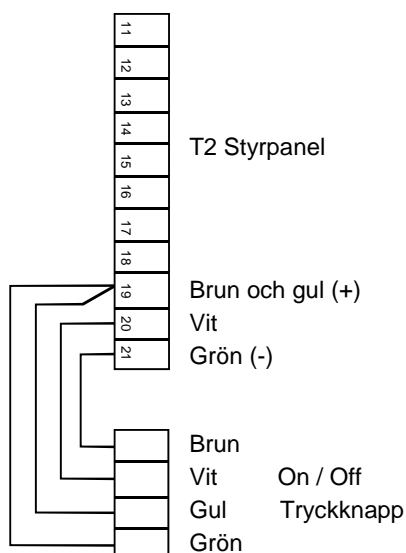 11
12
13
14
15
16
17
18
19
20
21
T2 Styrpanel
Brun och gul (+)
Vit
Grön (-)
Brun
Vit On / Off
Gul Tryckknapp
Grön